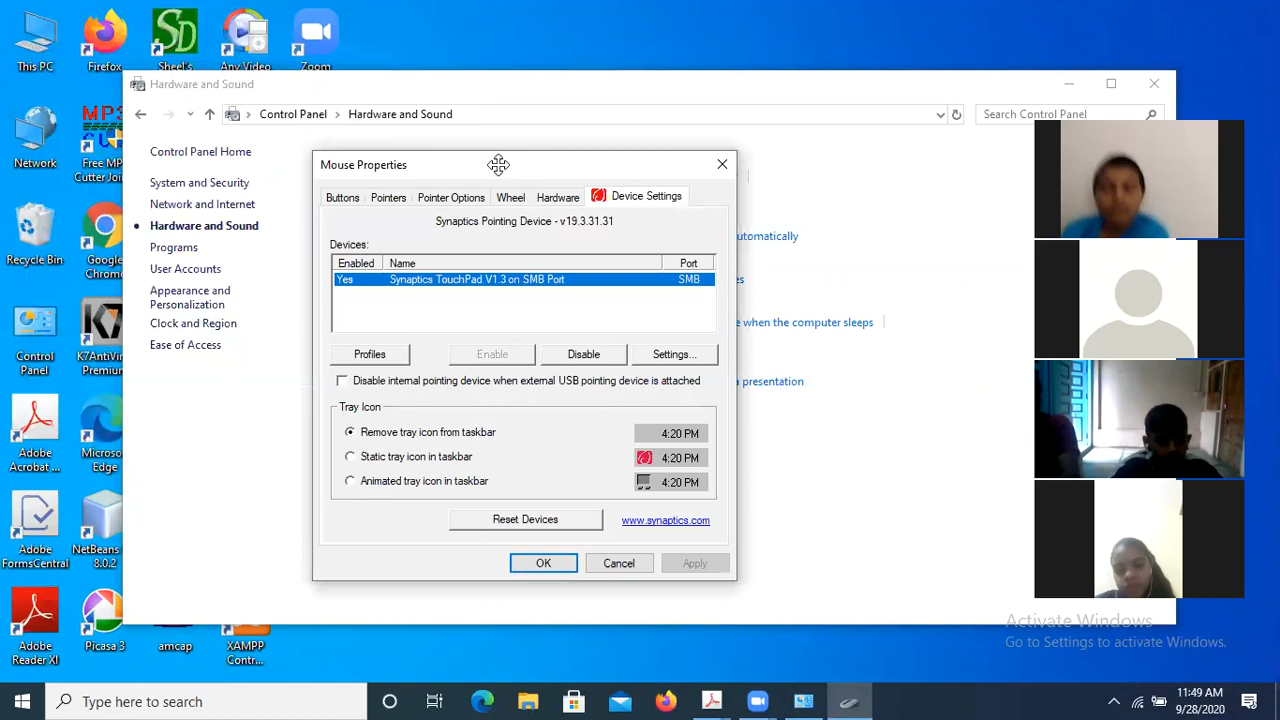 This PC
Firefox
Sheel's
Any Video
Zoom
Hardware and Sound
Control Panel > Hardware and Sound
Search Control Panel
Network
MP3
Free MP
Cutter Join
Control Panel Home
System and Security
Network and Internet
Hardware and Sound
Programs
User Accounts
Appearance and
Personalization
Clock and Region
Ease of Access
Recycle Bin
Google
Control
Panel
K7AntiVir
Premium
Adobe
Acrobat ...
Microso
Edge
Adobe
FormsCentral
NetBeans
8.0.2
Adobe
Reader XI
Picasa 3
amcap
XAMPP
Contr...
Mouse Properties
Buttons
Pointers
Pointer Options
Wheel
Hardware
Device Settings
Synaptics Pointing Device - v19.3.31.31
Devices:
Enabled Name Port
Yes Synaptics TouchPad V1.3 on SMB Port SMB
Profiles
Enable
Disable
Settings...
Disable internal pointing device when external USB pointing device is attached
Tray Icon
Remove tray icon from taskbar 4:20 PM
Static tray icon in taskbar 4:20 PM
Animated tray icon in taskbar 4:20 PM
Reset Devices
www.synaptics.com
OK
Cancel
Apply
utomatically
es
e when the computer sleeps
a presentation
Activate Windows
Go to Settings to activate Windows.
Type here to search
11:49 AM
9/28/2020